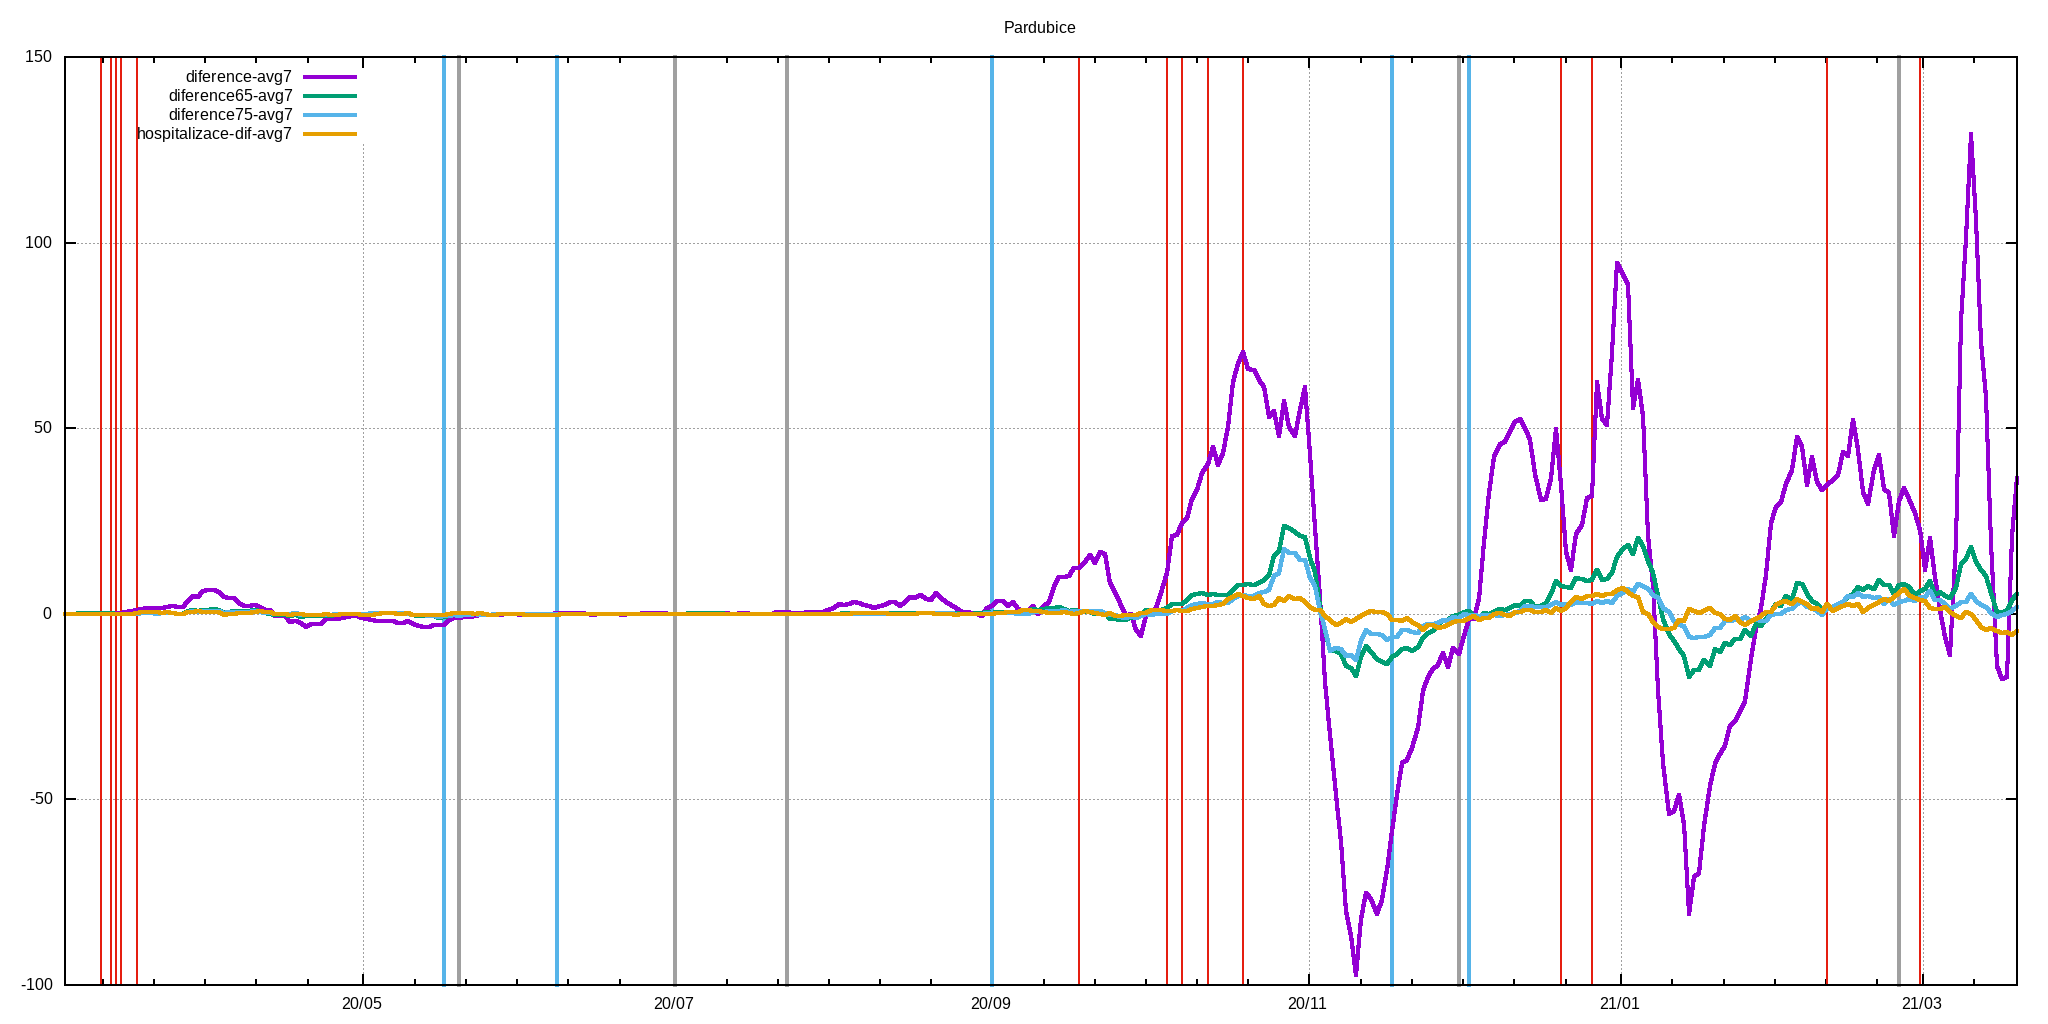 Pardubice
150
100
50
0
-50
-100
diference-avg7
diference65-avg7
diference75-avg7
hospitalizace-dif-avg7
20/05
20/07
20/09
20/11
21/01
21/03